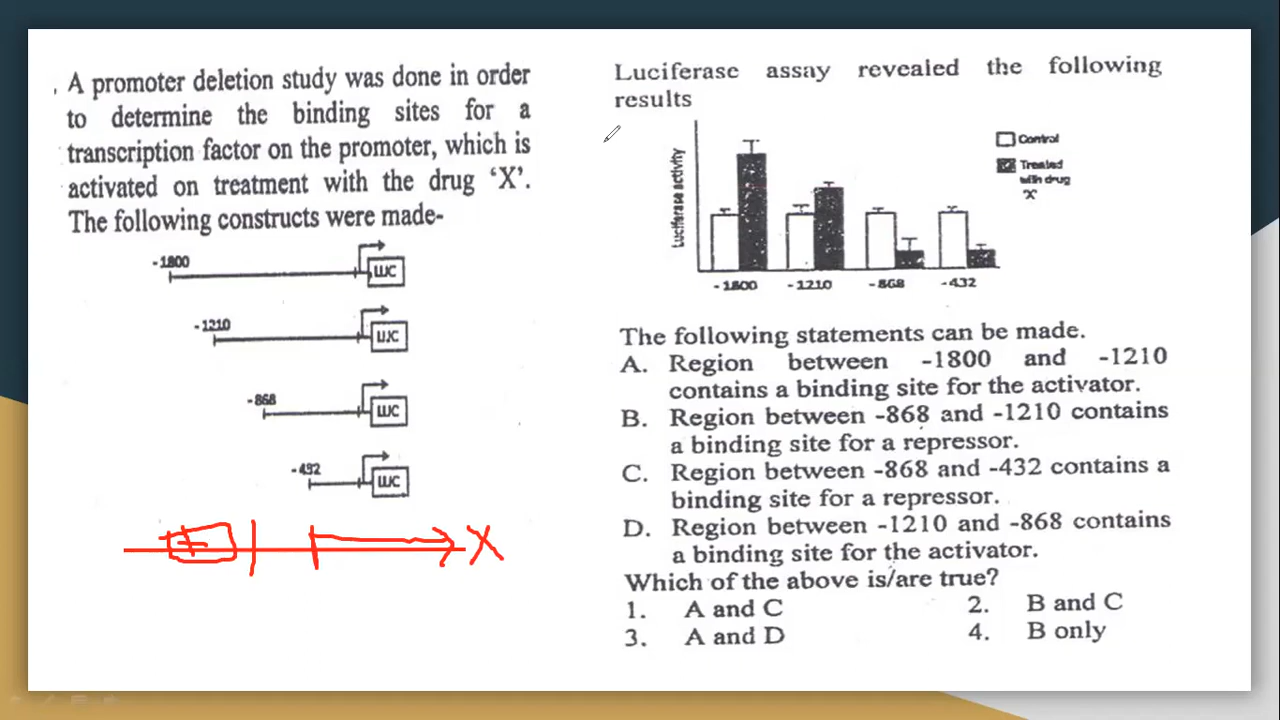 A promoter deletion study was done in order
to determine the binding sites for a
transcription factor on the promoter, which is
activated on treatment with the drug ‘X’.
The following constructs were made-
-1800
LUC
-1210
LUC
-868
LUC
-432
LUC
+
X
Luciferase assay revealed the following
results
Luciferase activity
Control
Treated
with drug
'X'
-1800 -1210 -868 -432
The following statements can be made.
A. Region between -1800 and -1210
contains a binding site for the activator.
B. Region between -868 and -1210 contains
a binding site for a repressor.
C. Region between -868 and -432 contains a
binding site for a repressor.
D. Region between -1210 and -868 contains
a binding site for the activator.
Which of the above is/are true?
1. A and C 2. B and C
3. A and D 4. B only